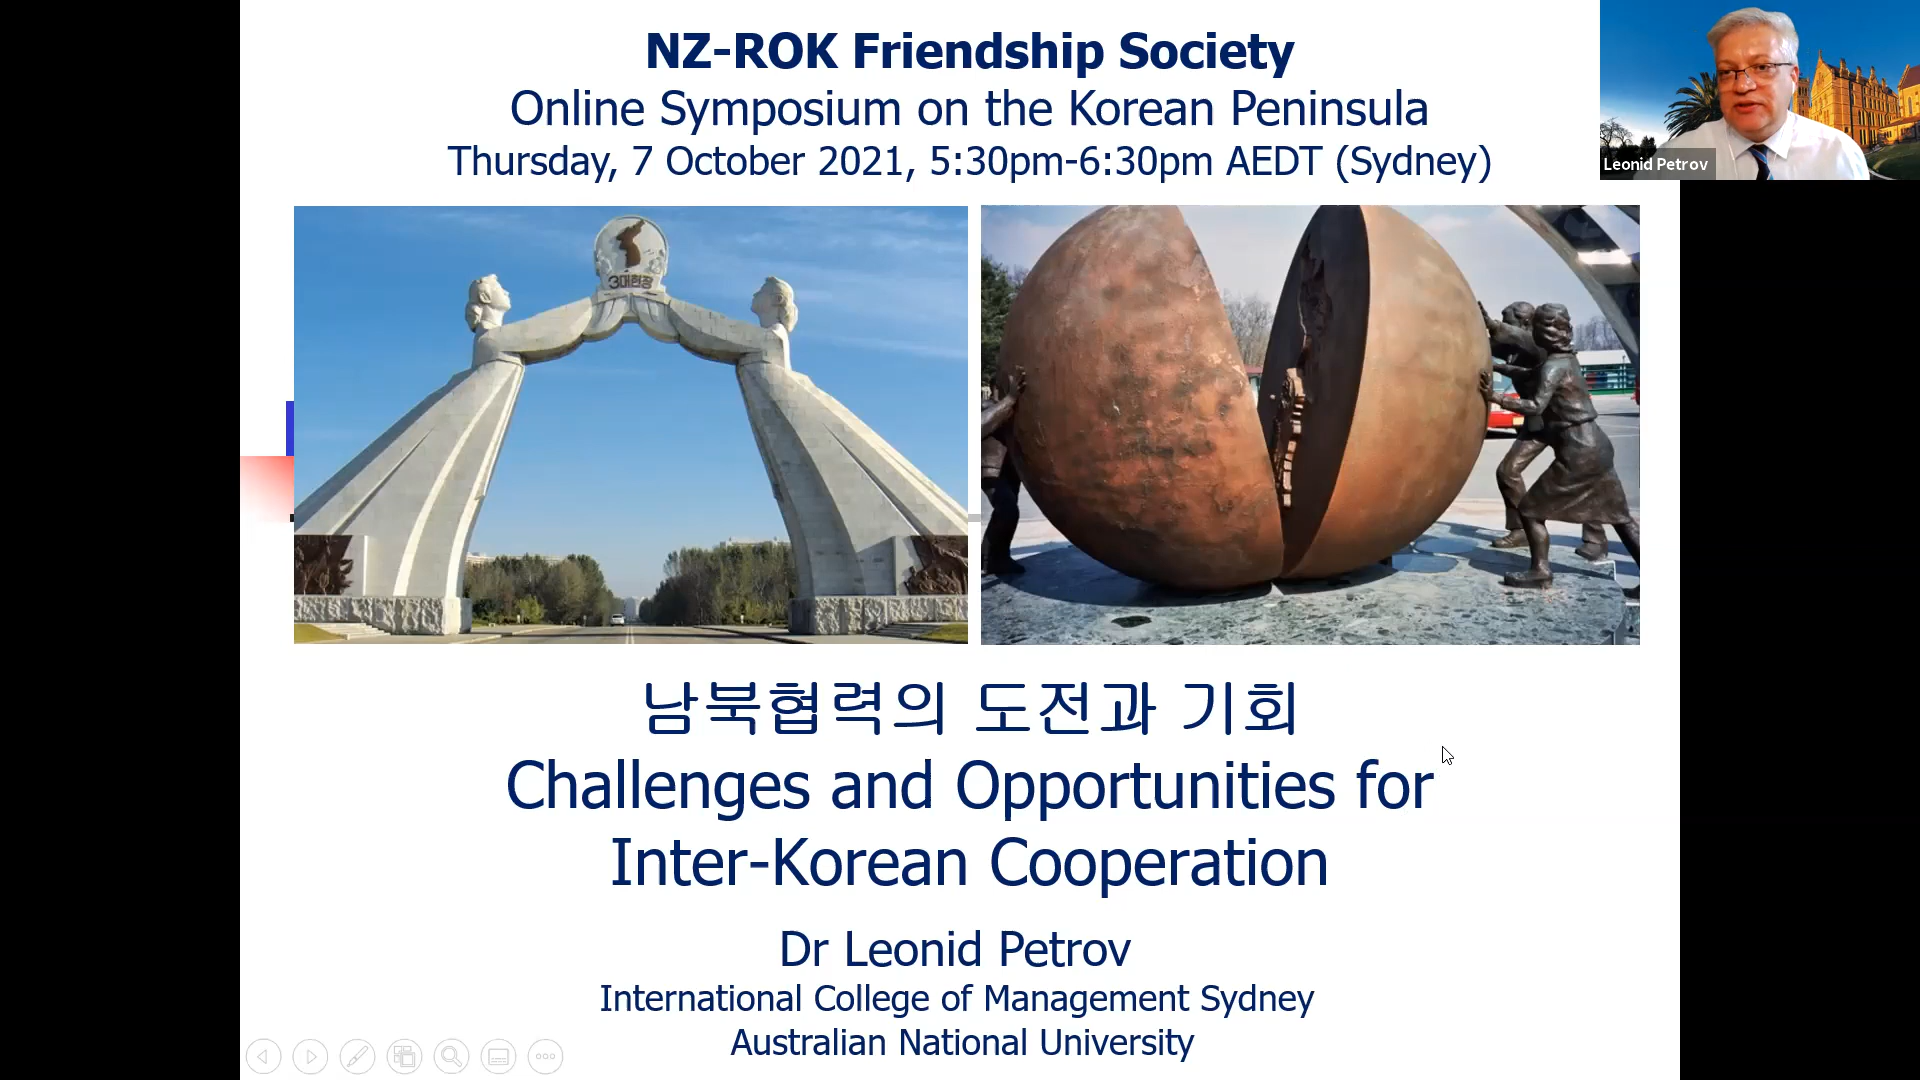 NZ-ROK Friendship Society
Online Symposium on the Korean Peninsula
Thursday, 7 October 2021, 5:30pm-6:30pm AEDT (Sydney)
Leonid Petrov
3대헌장
남북협력의 도전과 기회
Challenges and Opportunities for
Inter-Korean Cooperation
Dr Leonid Petrov
International College of Management Sydney
Australian National University